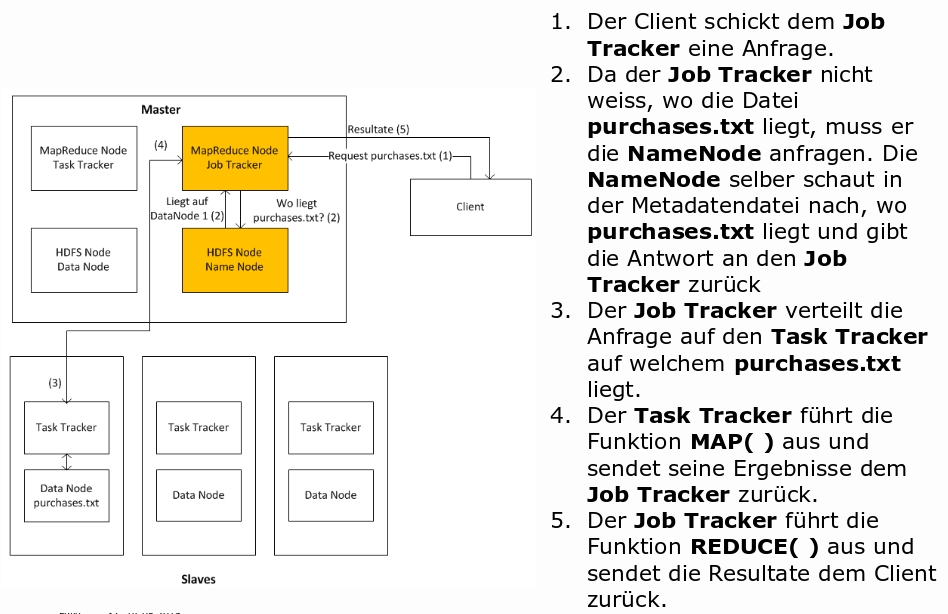 Master
MapReduce Node
Task Tracker
(4)
MapReduce Node
Job Tracker
Resultate (5)
Request purchases.txt (1)
Client
Liegt auf
DataNode 1 (2)
Wo liegt
purchases.txt? (2)
HDFS Node
Data Node
HDFS Node
Name Node
(3)
Task Tracker
Data Node
purchases.txt
Task Tracker
Data Node
Task Tracker
Data Node
Slaves
1. Der Client schickt dem Job
Tracker eine Anfrage.
2. Da der Job Tracker nicht
weiss, wo die Datei
purchases.txt liegt, muss er
die NameNode anfragen. Die
NameNode selber schaut in
der Metadatendatei nach, wo
purchases.txt liegt und gibt
die Antwort an den Job
Tracker zurück
3. Der Job Tracker verteilt die
Anfrage auf den Task Tracker
auf welchem purchases.txt
liegt.
4. Der Task Tracker führt die
Funktion MAP( ) aus und
sendet seine Ergebnisse dem
Job Tracker zurück.
5. Der Job Tracker führt die
Funktion REDUCE( ) aus und
sendet die Resultate dem Client
zurück.